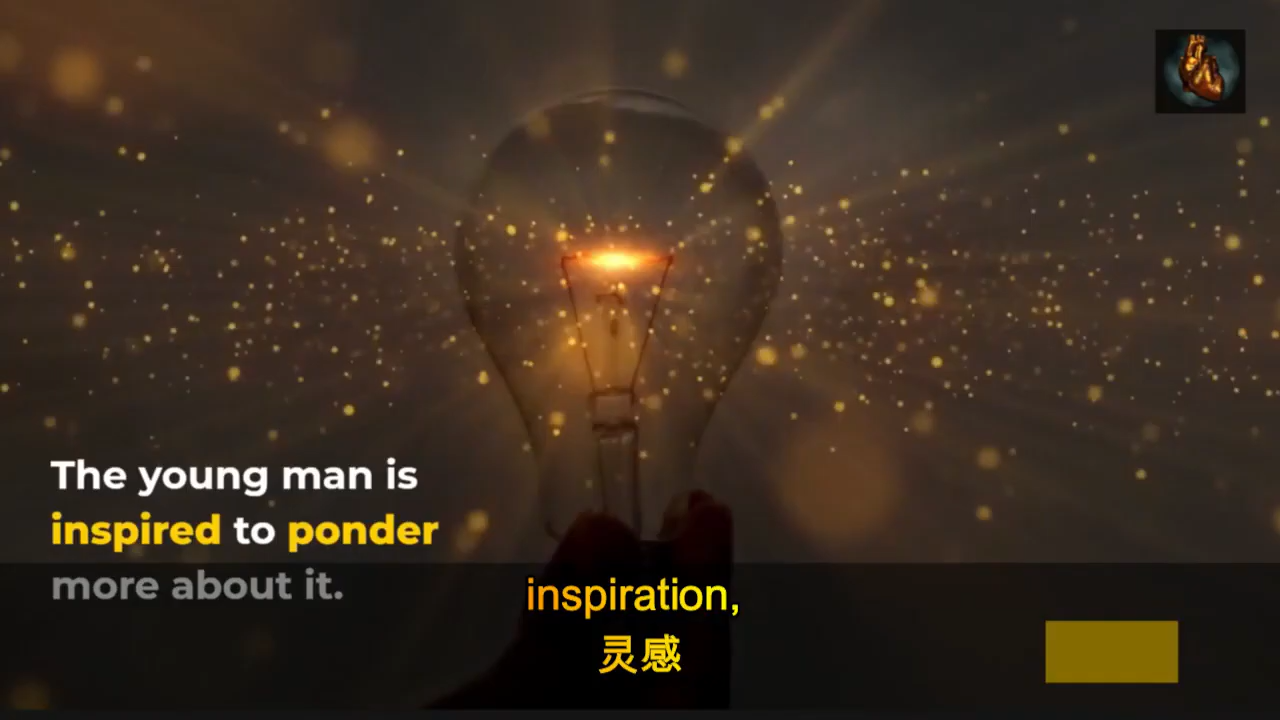 The young man is
inspired to ponder
more about it.
inspiration,
灵感